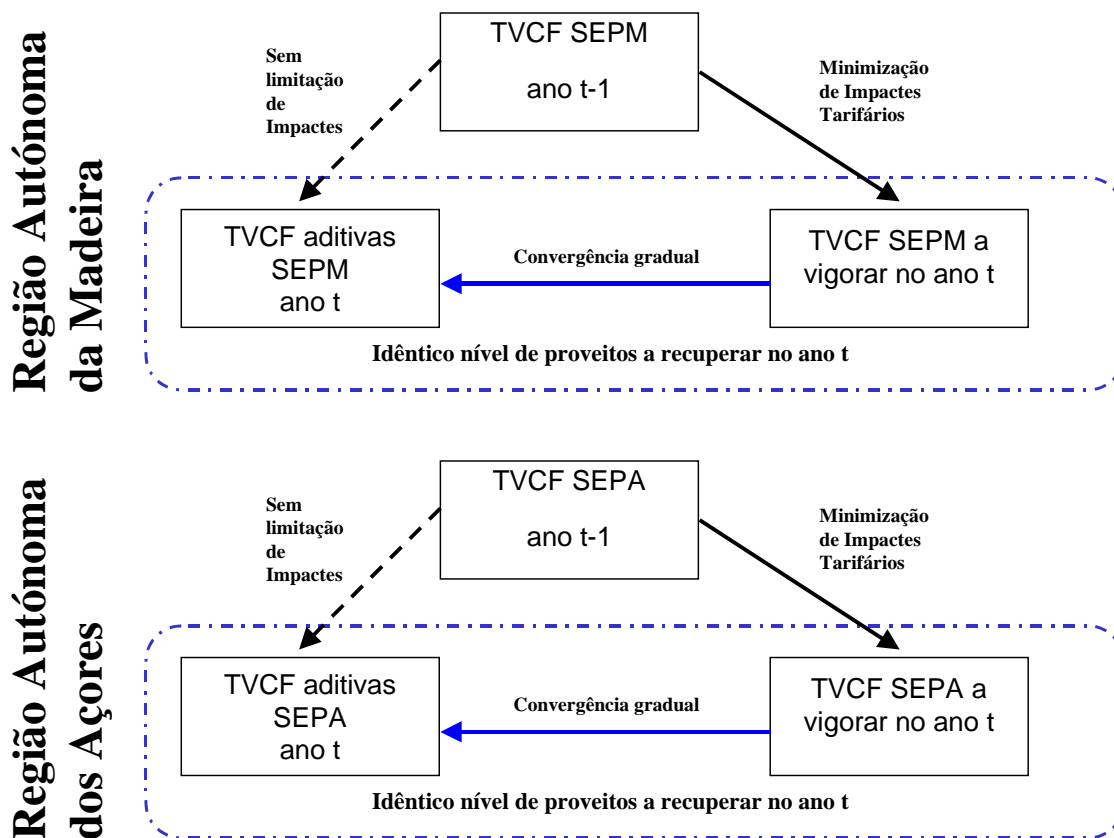 Região Autónoma
da Madeira
TVCF SEPM
ano t-1
Sem
limitação
de
Impactes
Minimização
de Impactes
Tarifários
TVCF aditivas
SEPM
ano t
Convergência gradual
TVCF SEPM a
vigorar no ano t
Idêntico nível de proveitos a recuperar no ano t
Região Autónoma
dos Açores
TVCF SEPA
ano t-1
Sem
limitação
de
Impactes
Minimização
de Impactes
Tarifários
TVCF aditivas
SEPA
ano t
Convergência gradual
TVCF SEPA a
vigorar no ano t
Idêntico nível de proveitos a recuperar no ano t